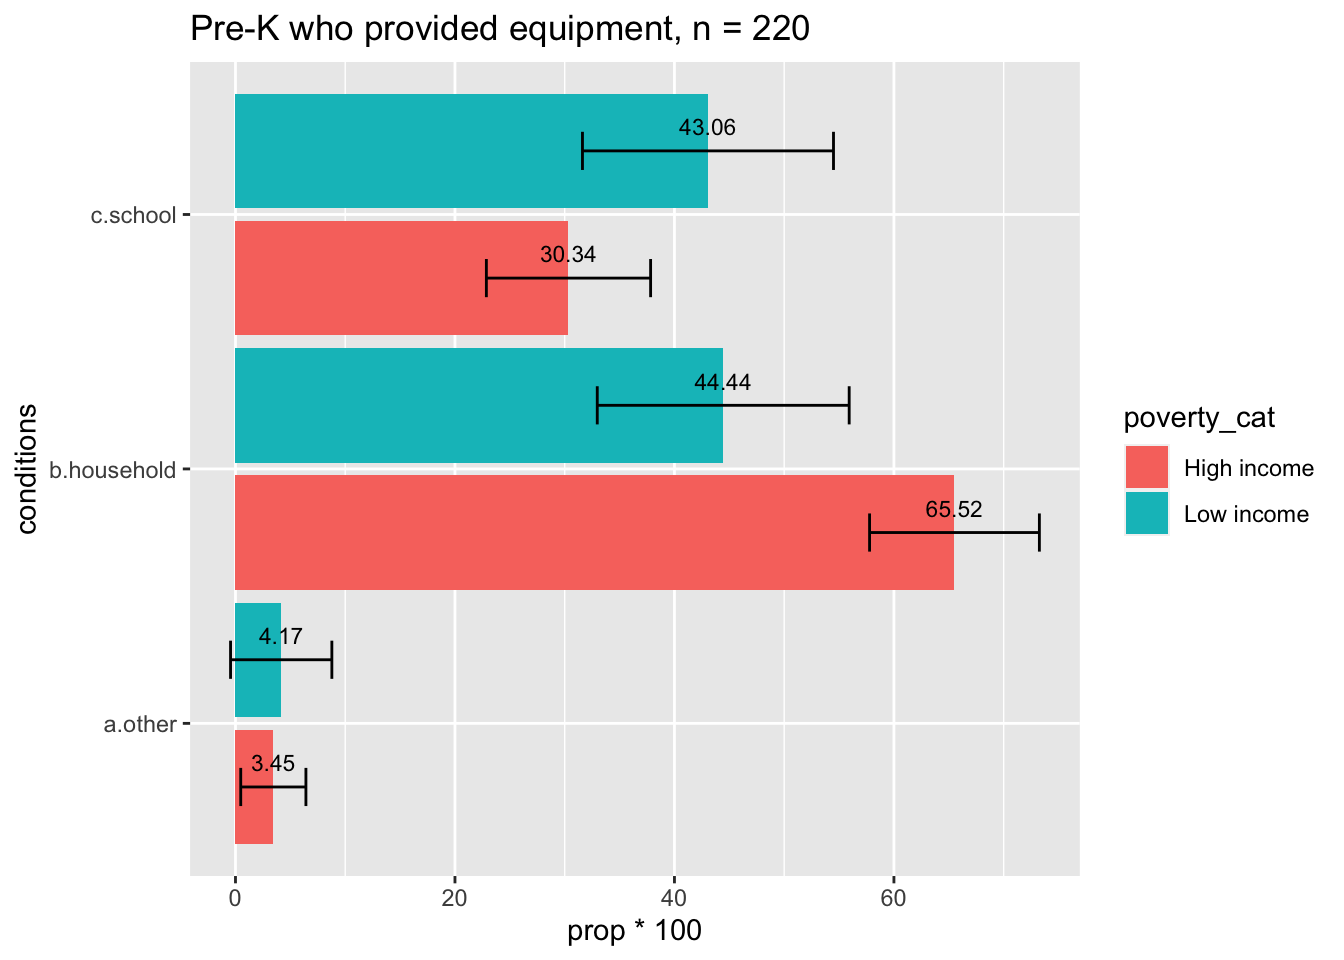 Pre-K who provided equipment, n = 220
43.06
c.school
30.34
44.44
b.household
65.52
4.17
a.other
3.45
0 20 40 60
prop * 100
conditions
poverty_cat
High income
Low income